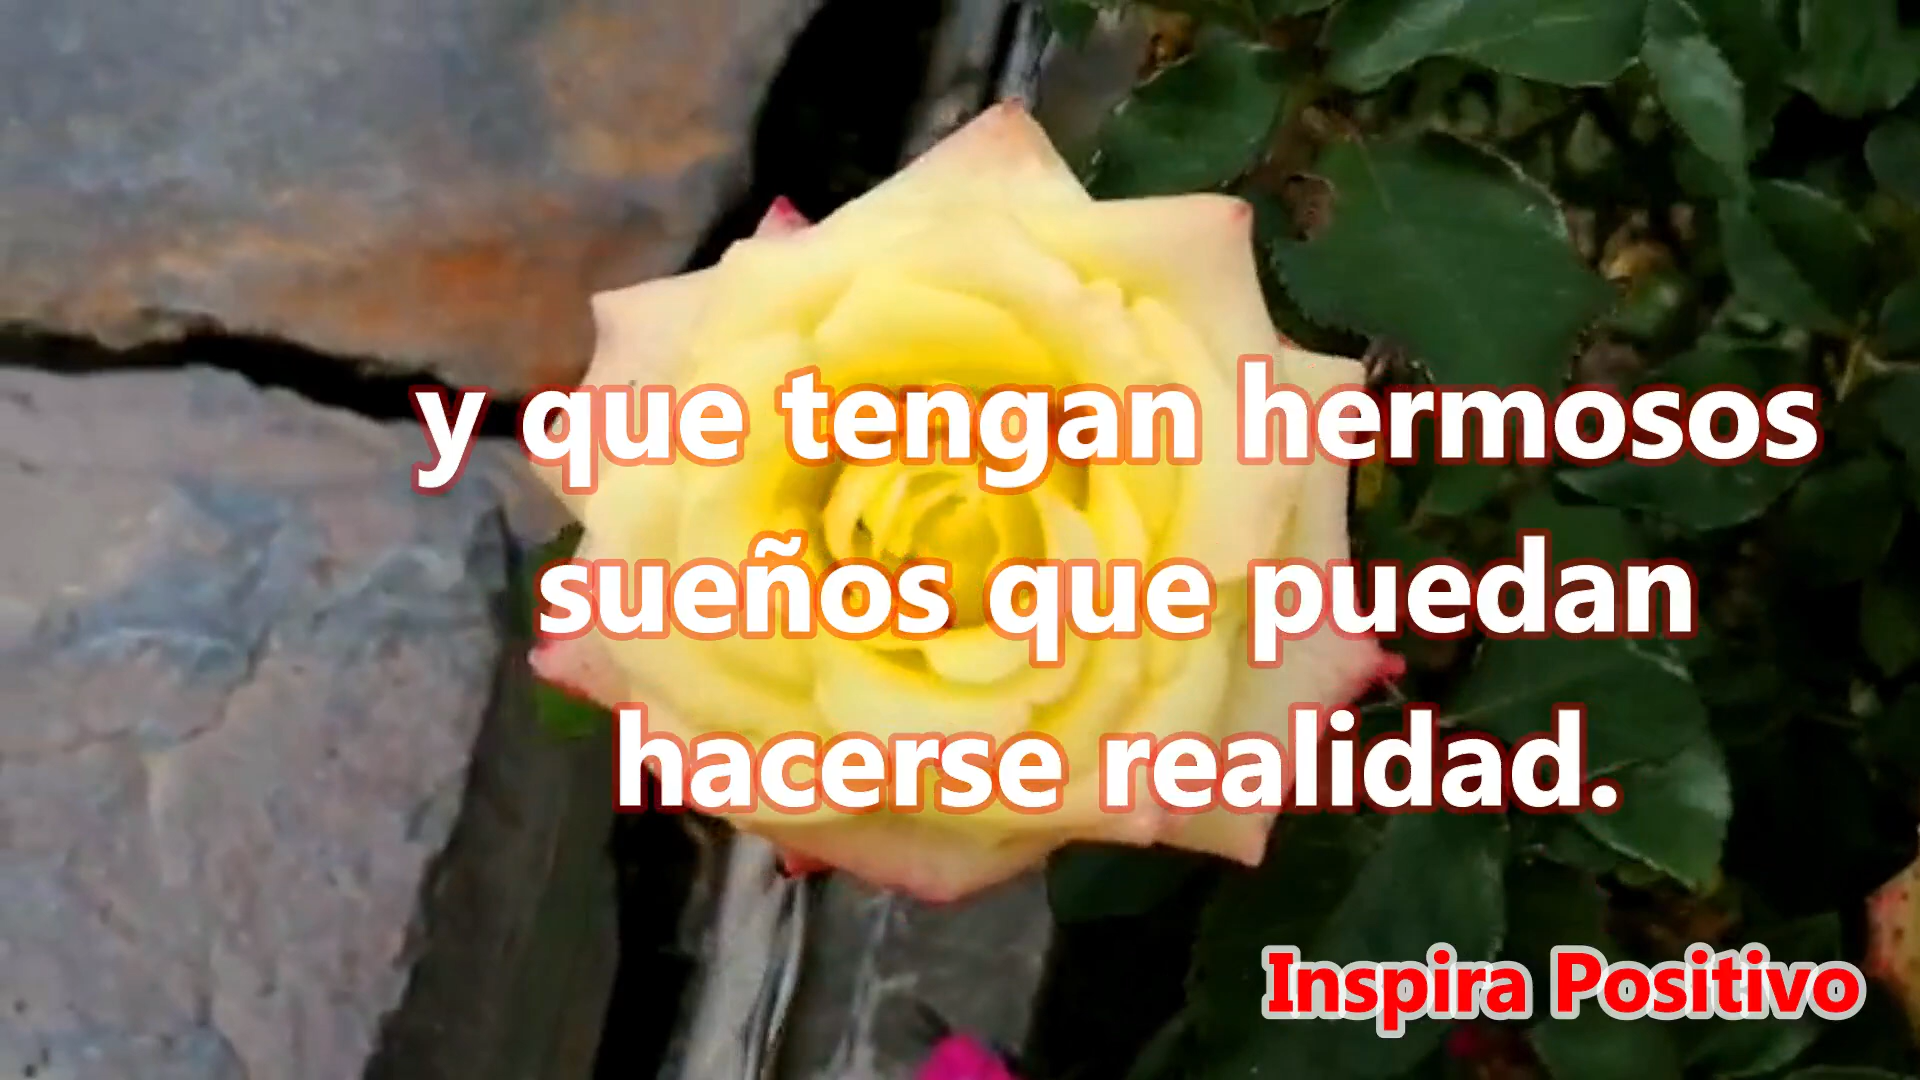 y que tengan hermosos
sueños que puedan
hacerse realidad.
Inspira Positivo